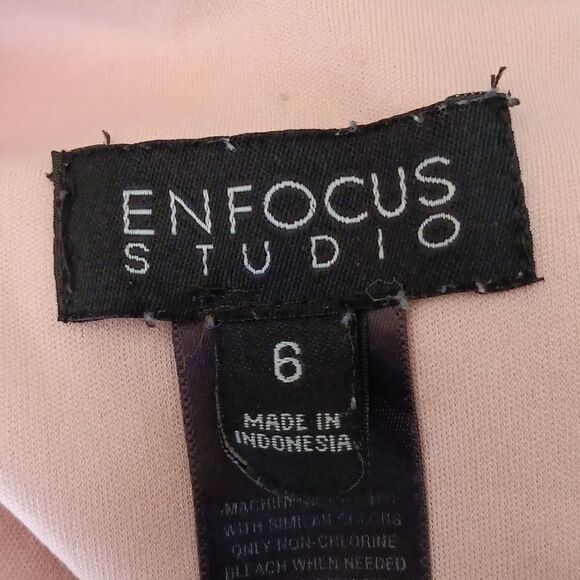 ENFOCUS
STUDIO
6
MADE IN
INDONESIA
WITH SIMILAR COLORS
ONLY NON-CHLORINE
BLEACH WHEN NEEDED